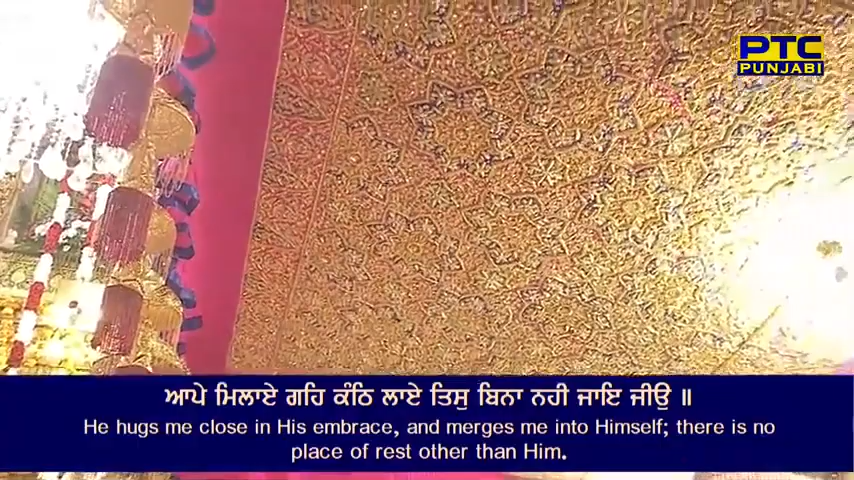 PTC
PUNJABI
ਆਪੇ ਮਿਲਾਏ ਗਹਿ ਕੰਠਿ ਲਾਏ ਤਿਸੁ ਬਿਨਾ ਨਹੀ ਜਾਇ ਜੀਉ ॥
He hugs me close in His embrace, and merges me into Himself; there is no
place of rest other than Him.